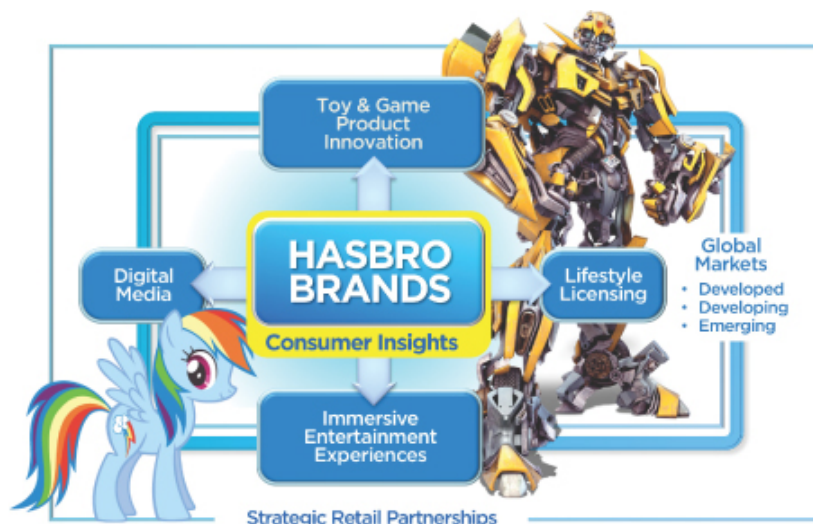 Toy & Game
Product
Innovation
HASBRO
BRANDS
Consumer Insights
Digital
Media
Lifestyle
Licensing
Global
Markets
• Developed
• Developing
• Emerging
Immersive
Entertainment
Experiences
Strategic Retail Partnerships